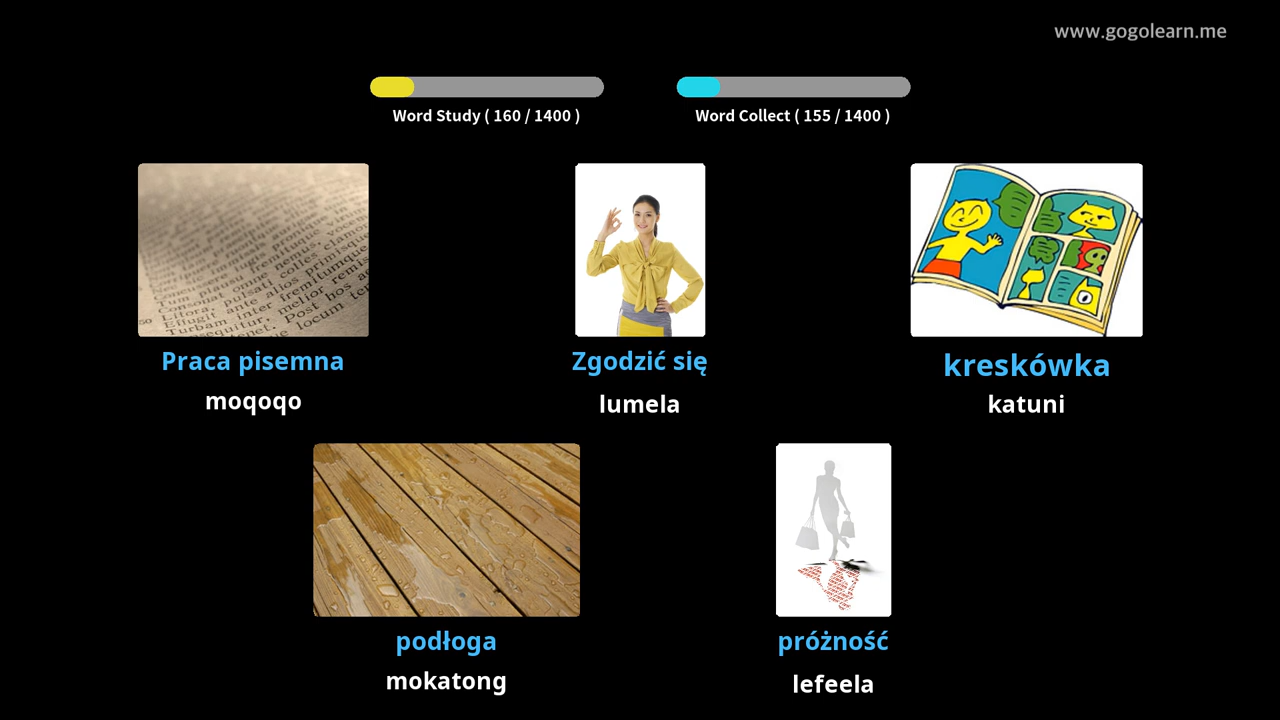 www.gogolearn.me
Word Study ( 160 / 1400 )
Word Collect ( 155 / 1400 )
Praca pisemna
moqoqo
Zgodzić się
lumela
kreskówka
katuni
podłoga
mokatong
próżność
lefeela